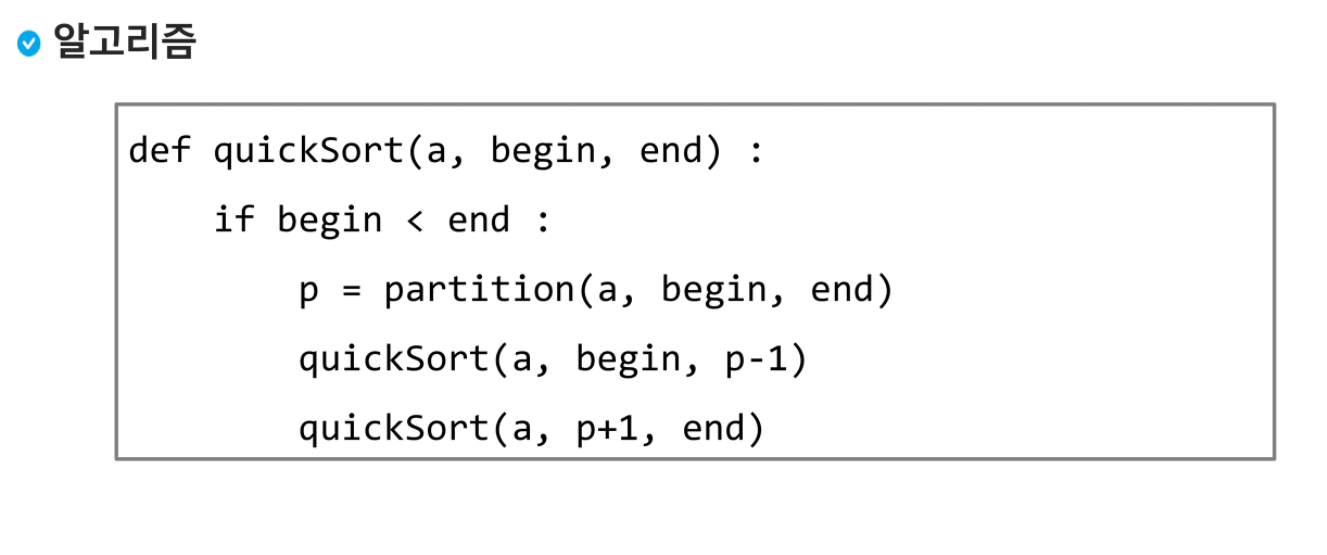 알고리즘
def quickSort(a, begin, end) :
    if begin < end :
        p = partition(a, begin, end)
        quickSort(a, begin, p-1)
        quickSort(a, p+1, end)